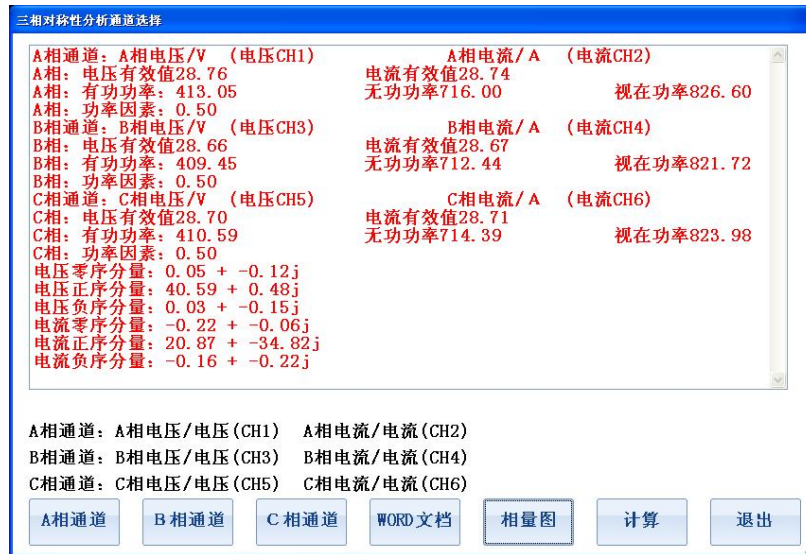 三相对称性分析通道选择
A相通道：A相电压/V （电压CH1） A相电流/A （电流CH2）
A相：电压有效值28.76 电流有效值28.74
A相：有功功率：413.05 无功功率716.00 视在功率826.60
A相：功率因素：0.50
B相通道：B相电压/V （电压CH3） B相电流/A （电流CH4）
B相：电压有效值28.66 电流有效值28.67
B相：有功功率：409.45 无功功率712.44 视在功率821.72
B相：功率因素：0.50
C相通道：C相电压/V （电压CH5） C相电流/A （电流CH6）
C相：电压有效值28.70 电流有效值28.71
C相：有功功率：410.59 无功功率714.39 视在功率823.98
C相：功率因素：0.50
电压零序分量：0.05 + -0.12j
电压正序分量：40.59 + 0.48j
电压负序分量：0.03 + -0.15j
电流零序分量：-0.22 + -0.06j
电流正序分量：20.87 + -34.82j
电流负序分量：-0.16 + -0.22j
A相通道：A相电压/电压(CH1) A相电流/电流(CH2)
B相通道：B相电压/电压(CH3) B相电流/电流(CH4)
C相通道：C相电压/电压(CH5) C相电流/电流(CH6)
A相通道 B相通道 C相通道 WORD文档 相量图 计算 退出